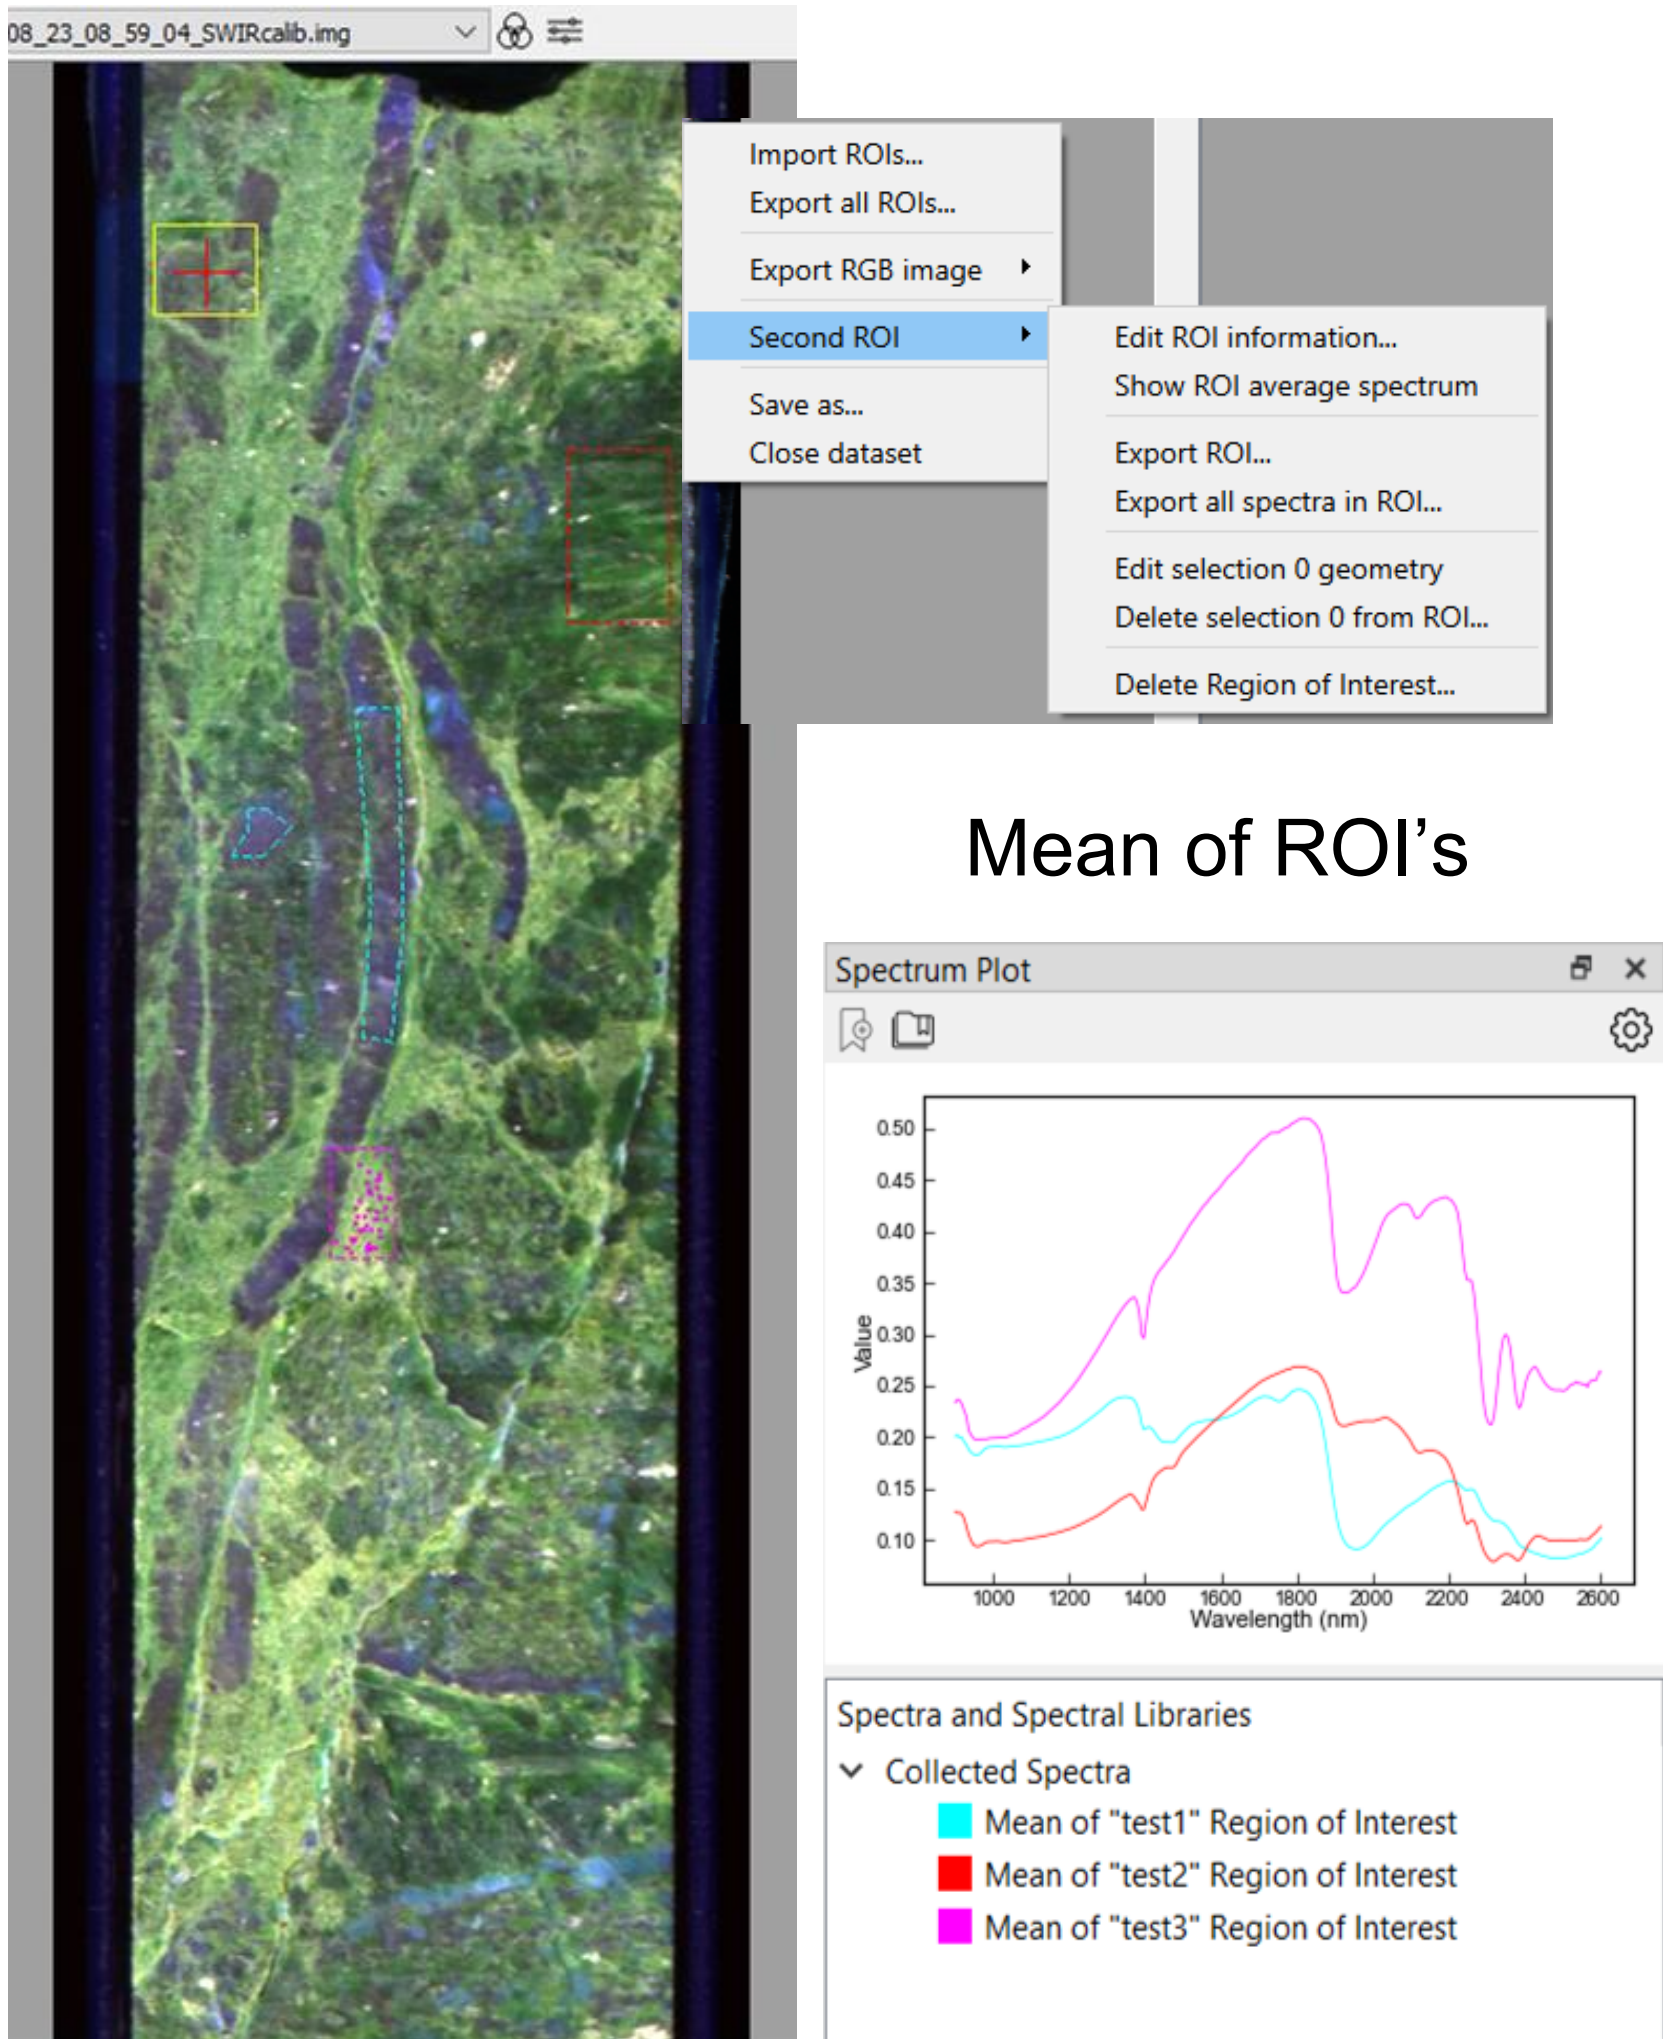 08_23_08_59_04_SWIRcalib.img
Import ROIs...
Export all ROIs...
Export RGB image
Second ROI
Save as...
Close dataset
Edit ROI information...
Show ROI average spectrum
Export ROI...
Export all spectra in ROI...
Edit selection 0 geometry
Delete selection 0 from ROI...
Delete Region of Interest...
Mean of ROI’s
Spectrum Plot
0.50
0.45
0.40
0.35
0.30
0.25
0.20
0.15
0.10
Value
1000 1200 1400 1600 1800 2000 2200 2400 2600
Wavelength (nm)
Spectra and Spectral Libraries
Collected Spectra
Mean of "test1" Region of Interest
Mean of "test2" Region of Interest
Mean of "test3" Region of Interest